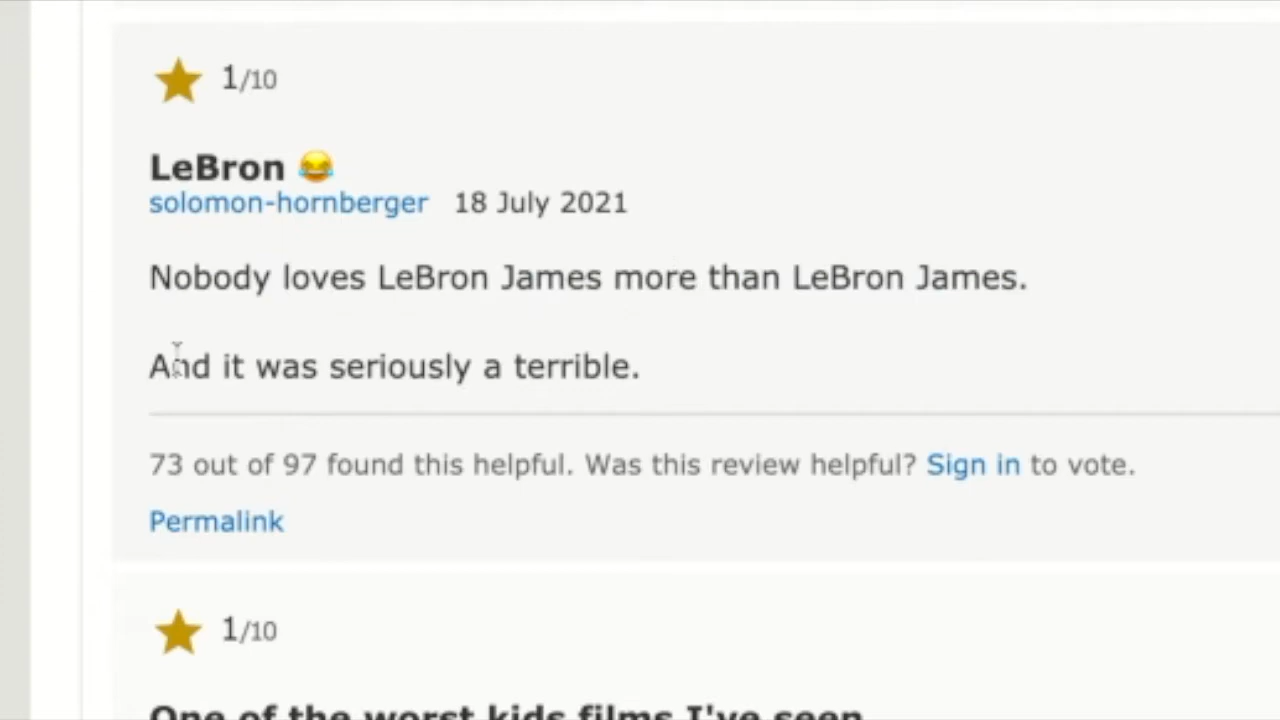 1/10
LeBron 😂
solomon-hornberger 18 July 2021
Nobody loves LeBron James more than LeBron James.
And it was seriously a terrible.
73 out of 97 found this helpful. Was this review helpful? Sign in to vote.
Permalink
1/10
One of the worst kids films I've seen